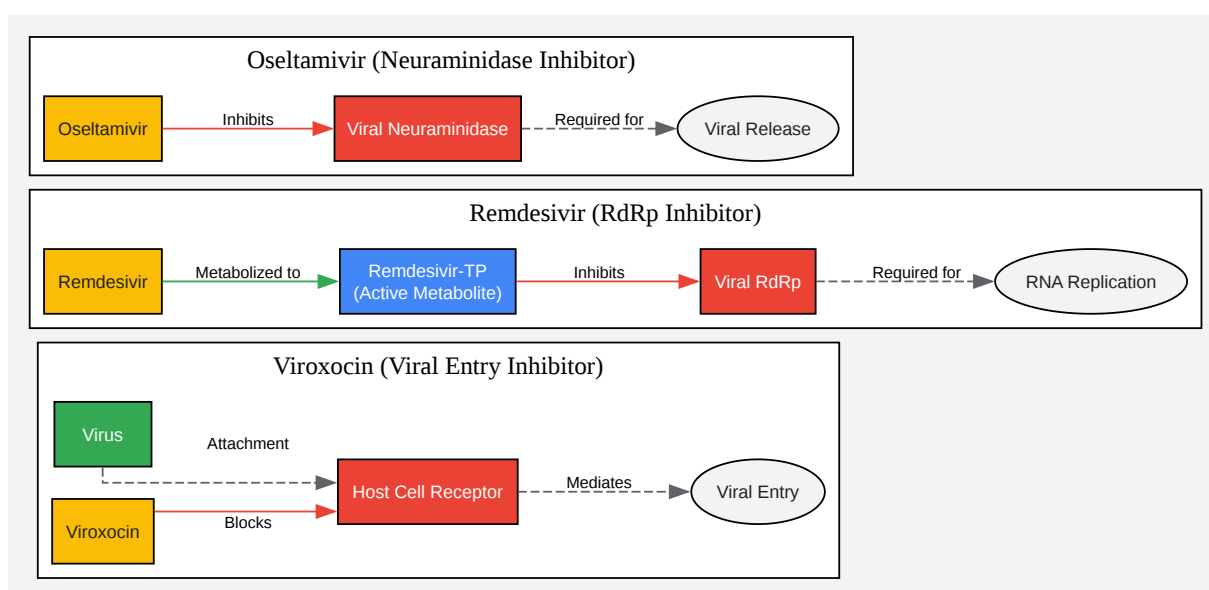 Oseltamivir (Neuraminidase Inhibitor)
Oseltamivir
Inhibits
Viral Neuraminidase
Required for
Viral Release
Remdesivir (RdRp Inhibitor)
Remdesivir
Metabolized to
Remdesivir-TP
(Active Metabolite)
Inhibits
Viral RdRp
Required for
RNA Replication
Viroxocin (Viral Entry Inhibitor)
Virus
Attachment
Viroxocin
Blocks
Host Cell Receptor
Mediates
Viral Entry